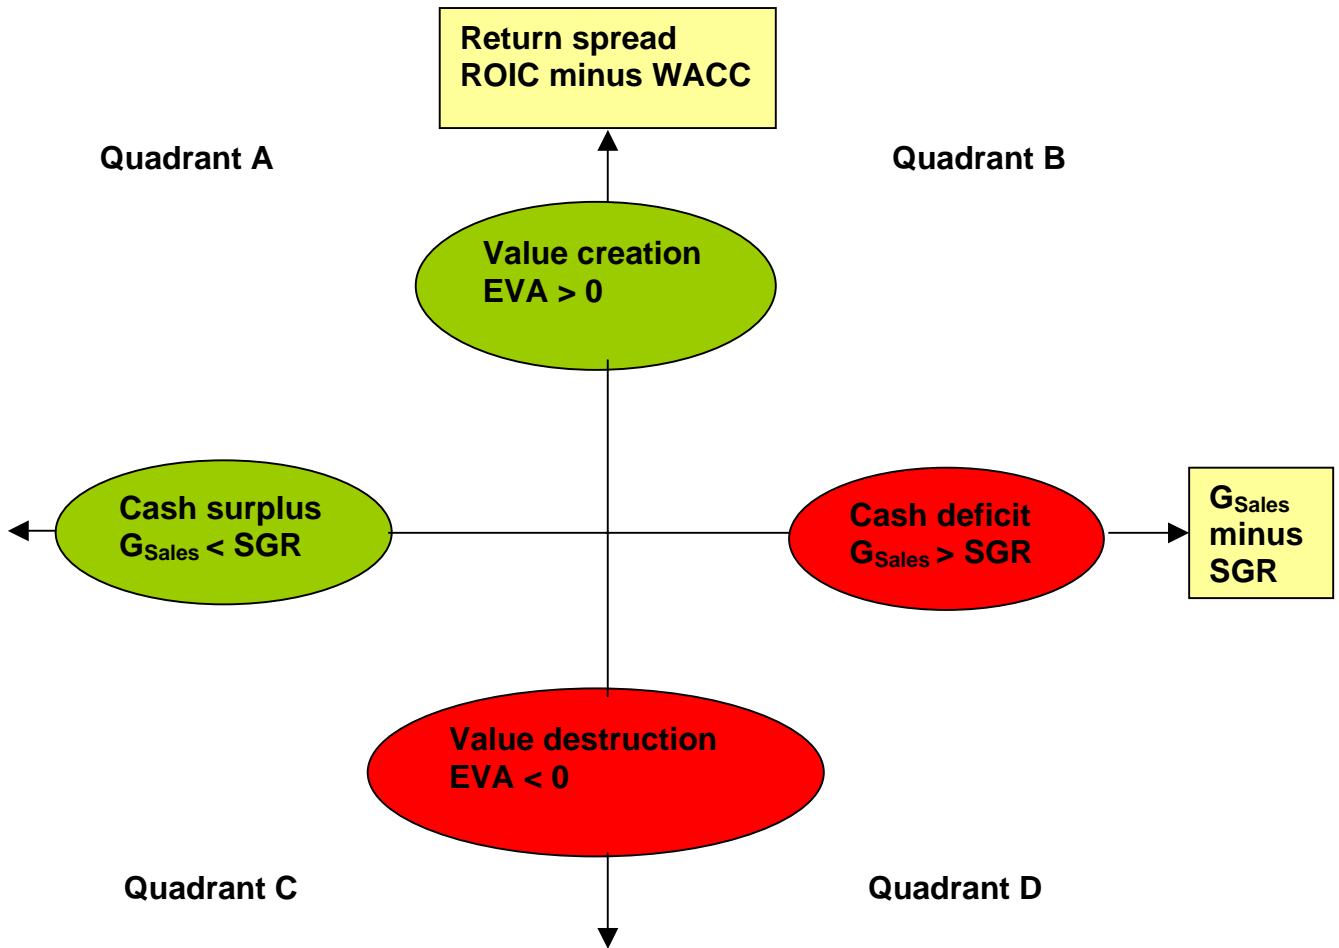 Return spread
ROIC minus WACC
Quadrant A
Quadrant B
Value creation
EVA > 0
Cash surplus
GSales < SGR
Cash deficit
GSales > SGR
GSales
minus
SGR
Value destruction
EVA < 0
Quadrant C
Quadrant D